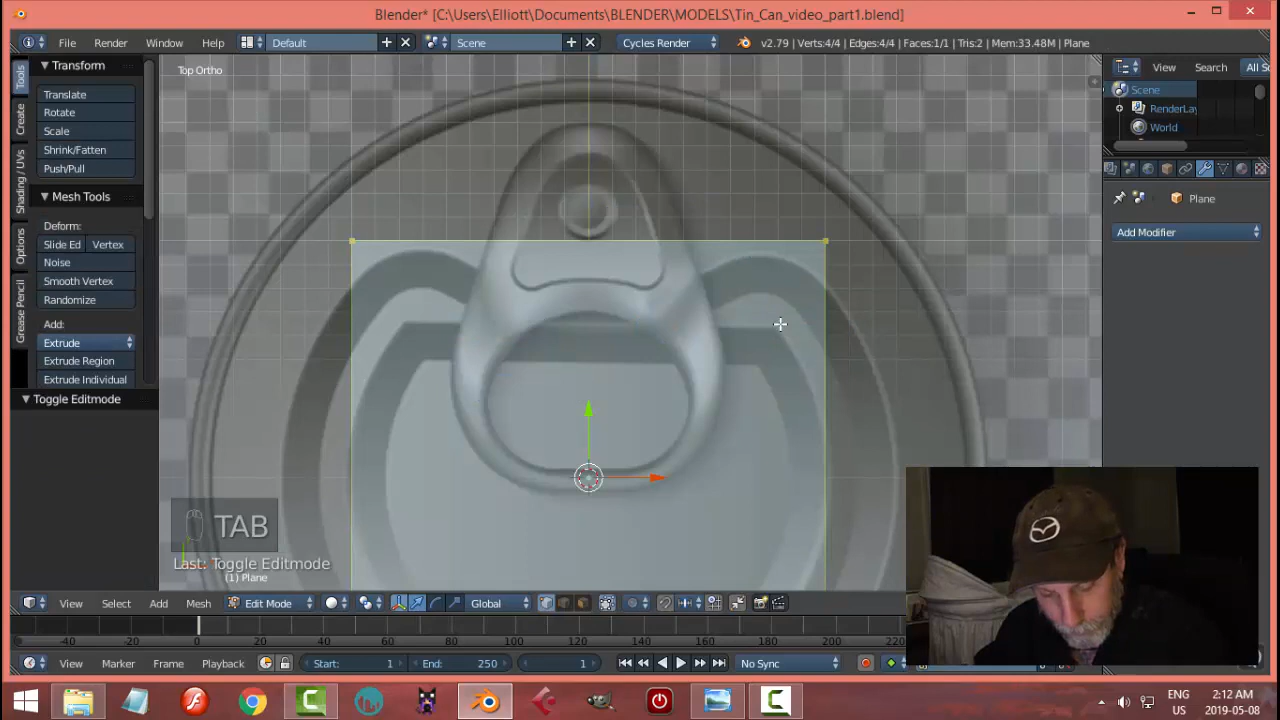 Blender* [C:\Users\Elliott\Documents\BLENDER\MODELS\Tin_Can_video_part1.blend]
File Render Window Help Default Scene Cycles Render v2.79 | Verts:4/4 | Edges:4/4 | Faces:1/1 | Tris:2 | Mem:33.48M | Plane
Tools
Create
Shading / UVs
Options
Grease Pencil
Transform
Translate
Rotate
Scale
Shrink/Fatten
Push/Pull
Mesh Tools
Deform:
Slide Ed Vertex
Noise
Smooth Vertex
Randomize
Add:
Extrude
Extrude Region
Extrude Individual
Toggle Editmode
Top Ortho
TAB
Last: Toggle Editmode
(1) Plane
View Search All Sc
Scene
RenderLay
World
Plane
Add Modifier
View Select Add Mesh Edit Mode Global
-40 -20 0 20 40 60 80 100 120 140 160 180 200 220
View Marker Frame Playback Start: 1 End: 250 1 No Sync
ENG
US
2:12 AM
2019-05-08